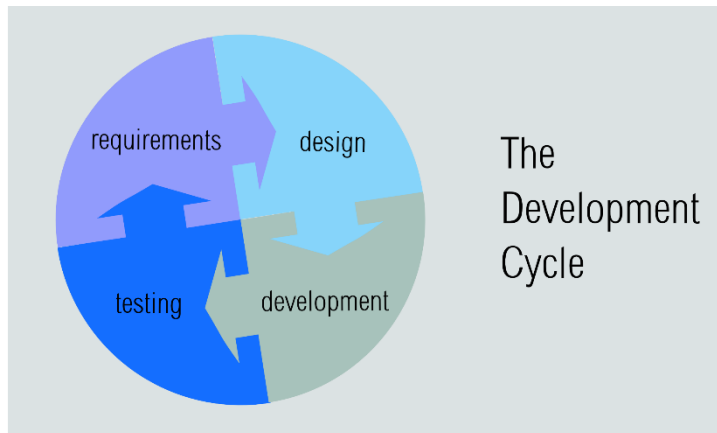 requirements
design
testing
development
The
Development
Cycle